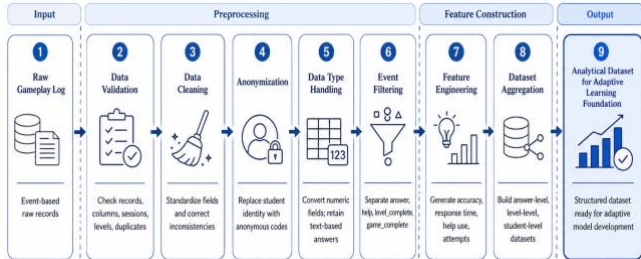 Input
Preprocessing
Feature Construction
Output
1
Raw
Gameplay Log
Event-based
raw records
2
Data
Validation
Check records,
columns, sessions,
levels, duplicates
3
Data
Cleaning
Standardize fields
and correct
inconsistencies
4
Anonymization
Replace student
identity with
anonymous codes
5
Data Type
Handling
123
Convert numeric
fields; retain
text-based
answers
6
Event
Filtering
Separate answer,
help, level_complete,
game_complete
7
Feature
Engineering
Generate accuracy,
response time,
help use,
attempts
8
Dataset
Aggregation
Build answer-level,
level-level,
student-level
datasets
9
Analytical Dataset
for Adaptive
Learning
Foundation
Structured dataset
ready for adaptive
model development